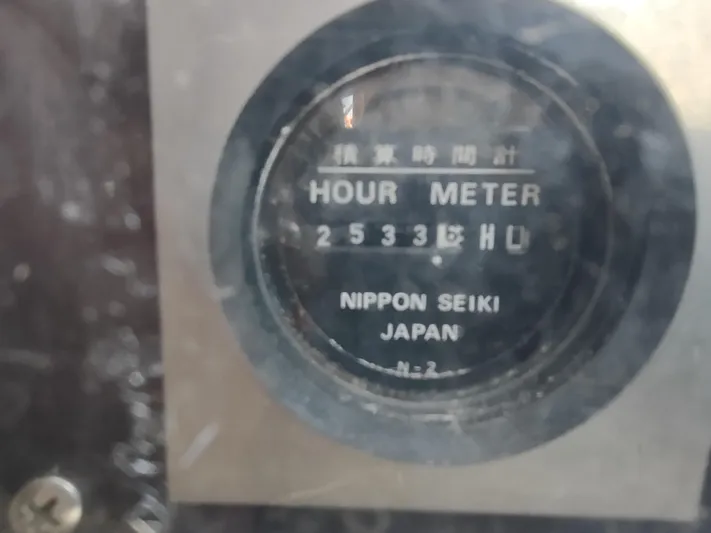 積算時間計
HOUR METER
2533 H
NIPPON SEIKI
JAPAN
N-2